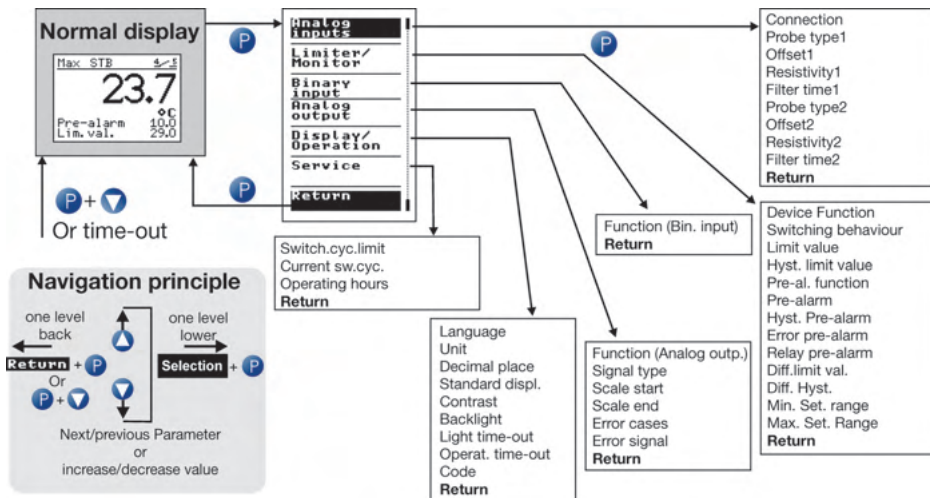 Normal display
Max STB
23.7
°C
Pre-alarm 10.0
Lim.val. 29.0
P
P
P + 
Or time-out
Analog
inputs
Limiter/
Monitor
Binary
input
Analog
output
Display/
Operation
Service
Return
P
Connection
Probe type1
Offset1
Resistivity1
Filter time1
Probe type2
Offset2
Resistivity2
Filter time2
Return
Function (Bin. input)
Return
Device Function
Switching behaviour
Limit value
Hyst. limit value
Pre-al. function
Pre-alarm
Hyst. Pre-alarm
Error pre-alarm
Relay pre-alarm
Diff.limit val.
Diff. Hyst.
Min. Set. range
Max. Set. Range
Return
Switch.cyc.limit
Current sw.cyc.
Operating hours
Return
Language
Unit
Decimal place
Standard displ.
Contrast
Backlight
Light time-out
Operat. time-out
Code
Return
Function (Analog outp.)
Signal type
Scale start
Scale end
Error cases
Error signal
Return
Navigation principle
one level
back
Return + P
Or
P + 
one level
lower
Selection + P
Next/previous Parameter
or
increase/decrease value